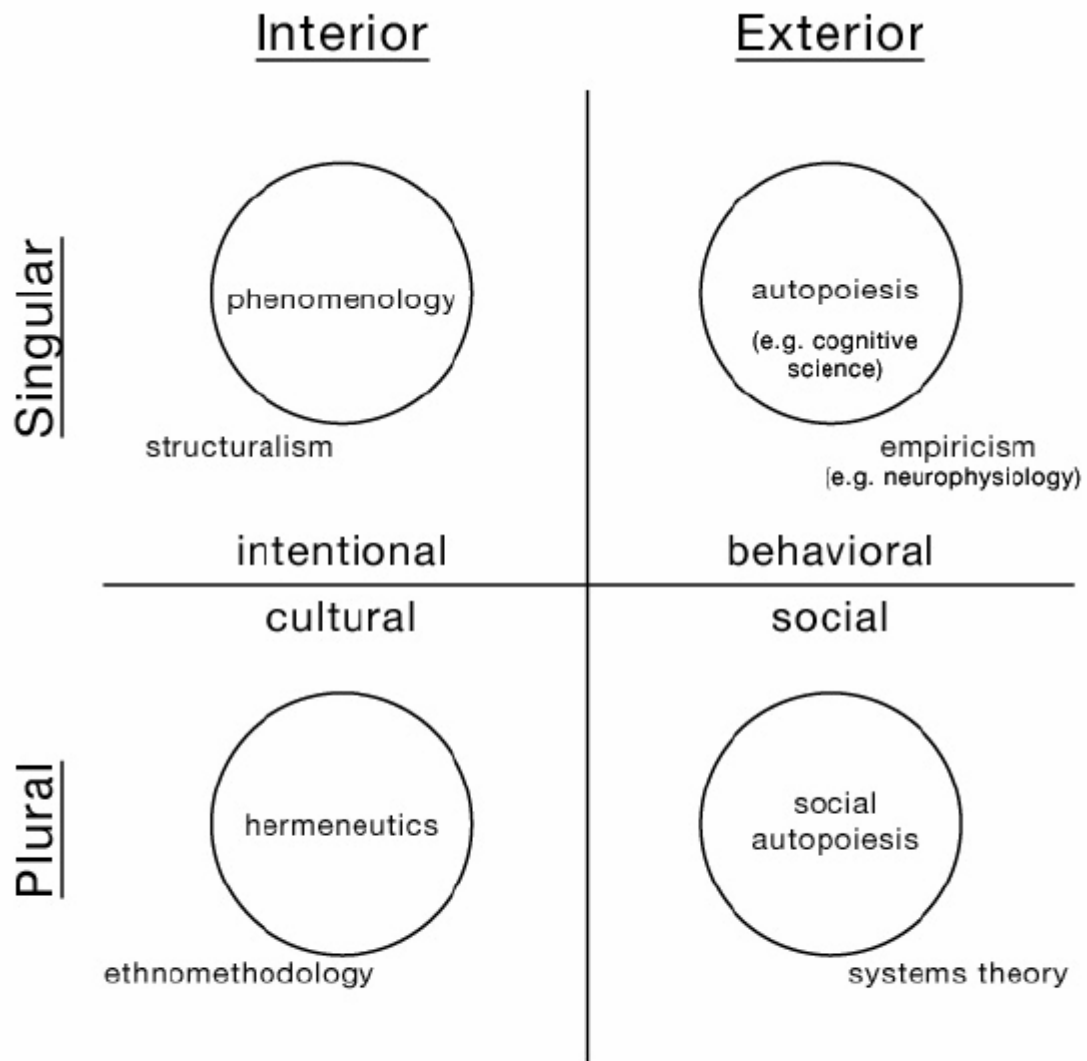 Interior
Exterior
Singular
phenomenology
autopoiesis
(e.g. cognitive
science)
structuralism
empiricism
(e.g. neurophysiology)
intentional
behavioral
cultural
social
Plural
hermeneutics
social
autopoiesis
ethnomethodology
systems theory